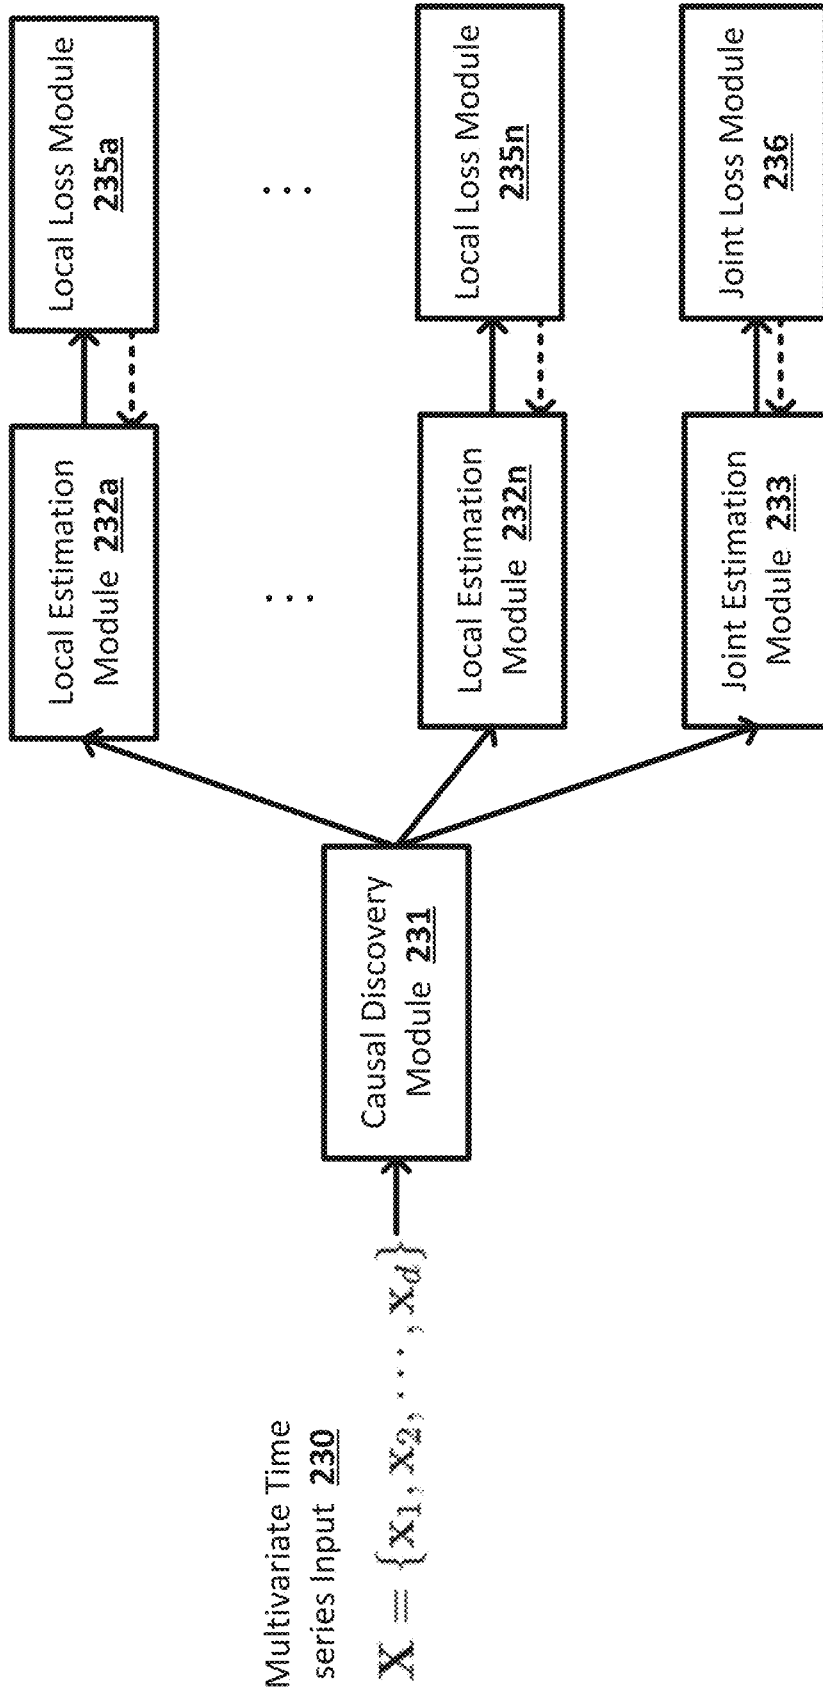 Multivariate Time
series Input 230
X = {x₁, x₂, ..., x_d}
Causal Discovery
Module 231
Local Estimation
Module 232a
Local Loss Module
235a
...
...
Local Estimation
Module 232n
Local Loss Module
235n
Joint Estimation
Module 233
Joint Loss Module
236